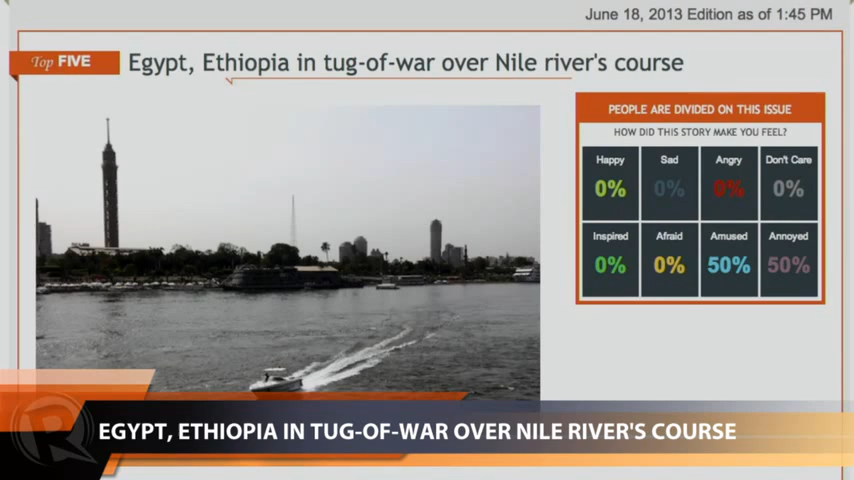 June 18, 2013 Edition as of 1:45 PM
Top FIVE
Egypt, Ethiopia in tug-of-war over Nile river's course
PEOPLE ARE DIVIDED ON THIS ISSUE
HOW DID THIS STORY MAKE YOU FEEL?
Happy Sad Angry Don't Care
0% 0% 0% 0%
Inspired Afraid Amused Annoyed
0% 0% 50% 50%
R
EGYPT, ETHIOPIA IN TUG-OF-WAR OVER NILE RIVER'S COURSE